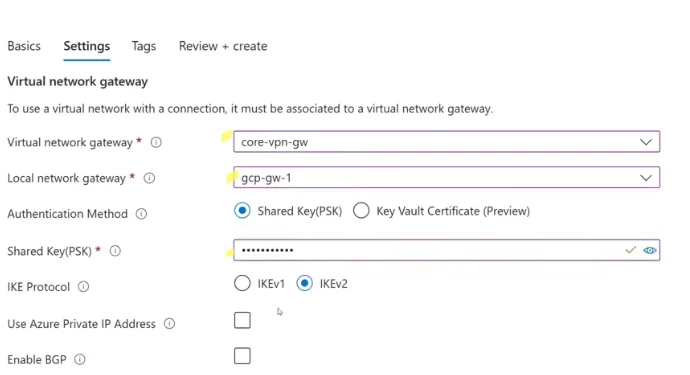 Basics Settings Tags Review + create
Virtual network gateway
To use a virtual network with a connection, it must be associated to a virtual network gateway.
Virtual network gateway * core-vpn-gw
Local network gateway * gcp-gw-1
Authentication Method Shared Key(PSK) Key Vault Certificate (Preview)
Shared Key(PSK) * •••••••••••
IKE Protocol IKEv1 IKEv2
Use Azure Private IP Address
Enable BGP